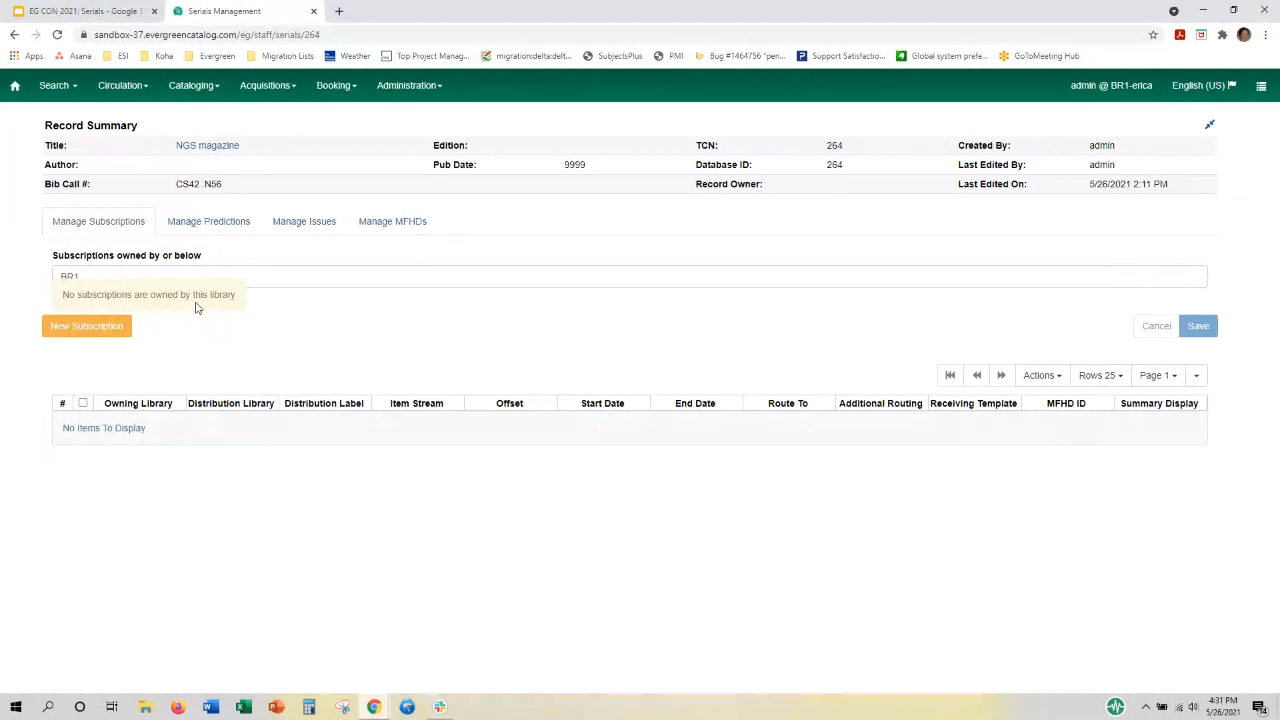 EG CON 2021: Serials - Google S
Serials Management
sandbox-37.evergreencatalog.com/eg/staff/serials/264
Apps Asana ESI Koha Evergreen Migration Lists Weather Top Project Manag... migration:delta:delt... SubjectsPlus PMI Bug #1464756 "pen... Support Satisfactio... Global system prefe... GoToMeeting Hub
Search Circulation Cataloging Acquisitions Booking Administration admin @ BR1-erica English (US)
Record Summary
Title: NGS magazine Edition: TCN: 264 Created By: admin
Author: Pub Date: 9999 Database ID: 264 Last Edited By: admin
Bib Call #: CS42 .N56 Record Owner: Last Edited On: 5/26/2021 2:11 PM
Manage Subscriptions Manage Predictions Manage Issues Manage MFHDs
Subscriptions owned by or below
BR1
No subscriptions are owned by this library
New Subscription Cancel Save
Actions Rows 25 Page 1
# Owning Library Distribution Library Distribution Label Item Stream Offset Start Date End Date Route To Additional Routing Receiving Template MFHD ID Summary Display
No Items To Display
4:31 PM
5/26/2021